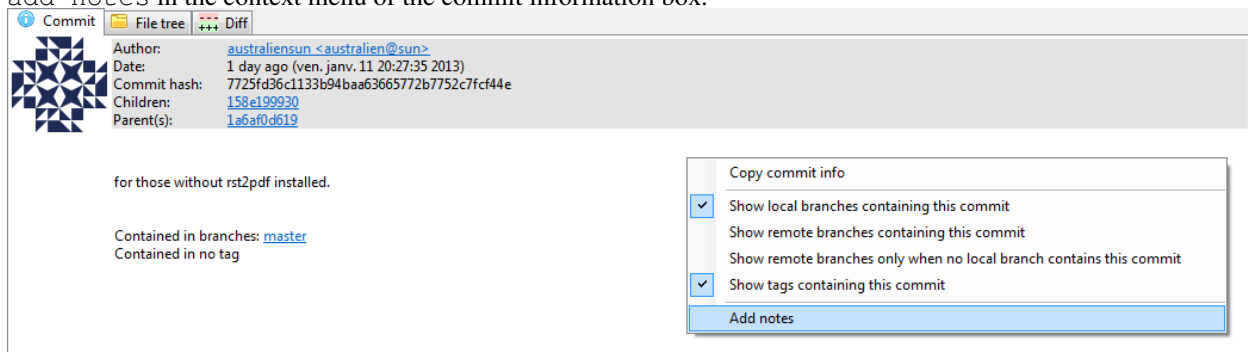 add notes in the context menu of the commit information box.
Commit File tree Diff
Author: australiensun <australien@sun>
Date: 1 day ago (ven. janv. 11 20:27:35 2013)
Commit hash: 7725fd36c1133b94baa63665772b7752c7fcf44e
Children: 158e199930
Parent(s): 1a6af0d619
for those without rst2pdf installed.
Contained in branches: master
Contained in no tag
Copy commit info
Show local branches containing this commit
Show remote branches containing this commit
Show remote branches only when no local branch contains this commit
Show tags containing this commit
Add notes